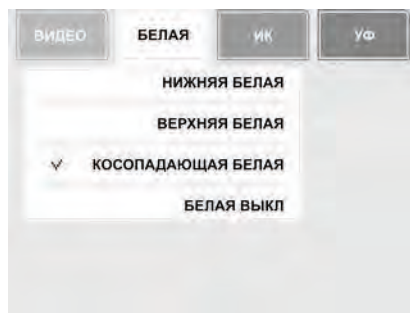 ВИДЕО БЕЛАЯ ИК УФ
НИЖНЯЯ БЕЛАЯ
ВЕРХНЯЯ БЕЛАЯ
КОСОПАДАЮЩАЯ БЕЛАЯ
БЕЛАЯ ВЫКЛ